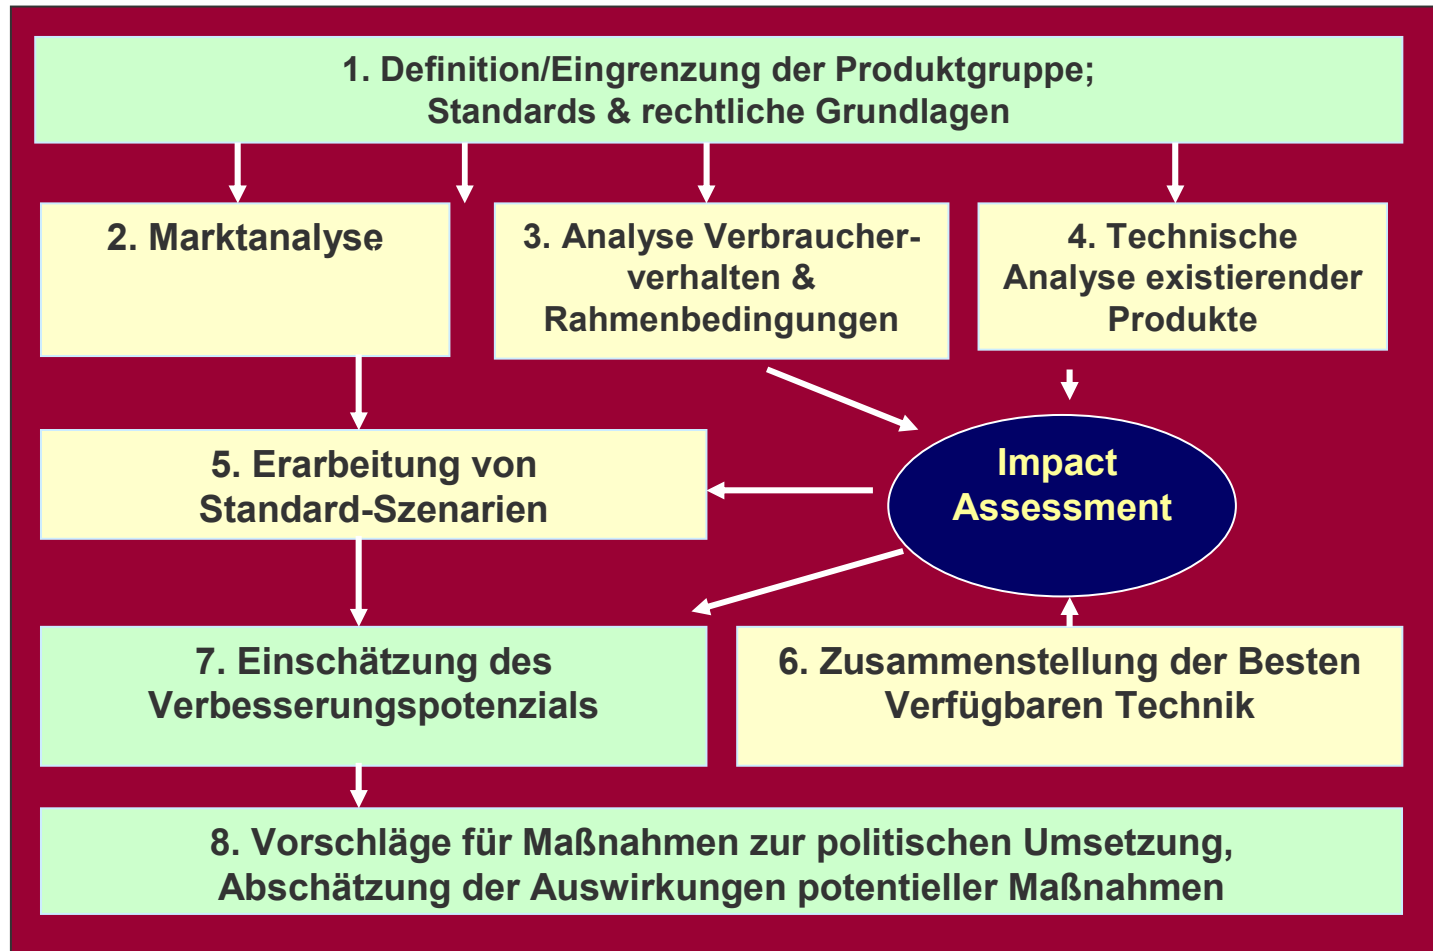 1. Definition/Eingrenzung der Produktgruppe;
Standards & rechtliche Grundlagen
2. Marktanalyse
3. Analyse Verbraucher-
verhalten &
Rahmenbedingungen
4. Technische
Analyse existierender
Produkte
Impact
Assessment
5. Erarbeitung von
Standard-Szenarien
7. Einschätzung des
Verbesserungspotenzials
6. Zusammenstellung der Besten
Verfügbaren Technik
8. Vorschläge für Maßnahmen zur politischen Umsetzung,
Abschätzung der Auswirkungen potentieller Maßnahmen